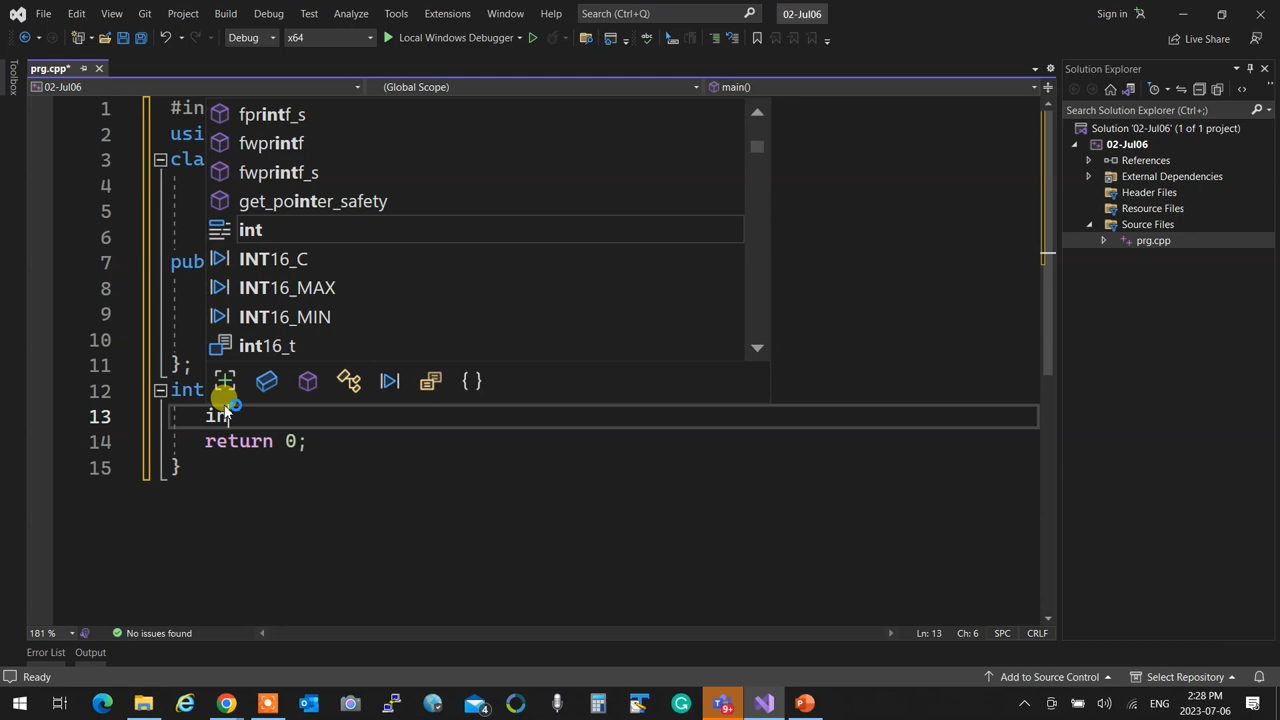 File Edit View Git Project Build Debug Test Analyze Tools Extensions Window Help Search (Ctrl+Q) 02-Jul06 Sign in
Debug x64 Local Windows Debugger Live Share
Toolbox
prg.cpp*
02-Jul06 (Global Scope) main()
1 #in
2 usi
3 cla
4
5
6
7 pub
8
9
10
11 };
12 int
13 in
14 return 0;
15 }
fprintf_s
fwprintf
fwprintf_s
get_pointer_safety
int
INT16_C
INT16_MAX
INT16_MIN
int16_t
{ }
181 % No issues found Ln: 13 Ch: 6 SPC CRLF
Error List Output
Solution Explorer
Search Solution Explorer (Ctrl+;)
Solution '02-Jul06' (1 of 1 project)
02-Jul06
References
External Dependencies
Header Files
Resource Files
Source Files
prg.cpp
Ready Add to Source Control Select Repository
4
9+
2:28 PM
2023-07-06
2